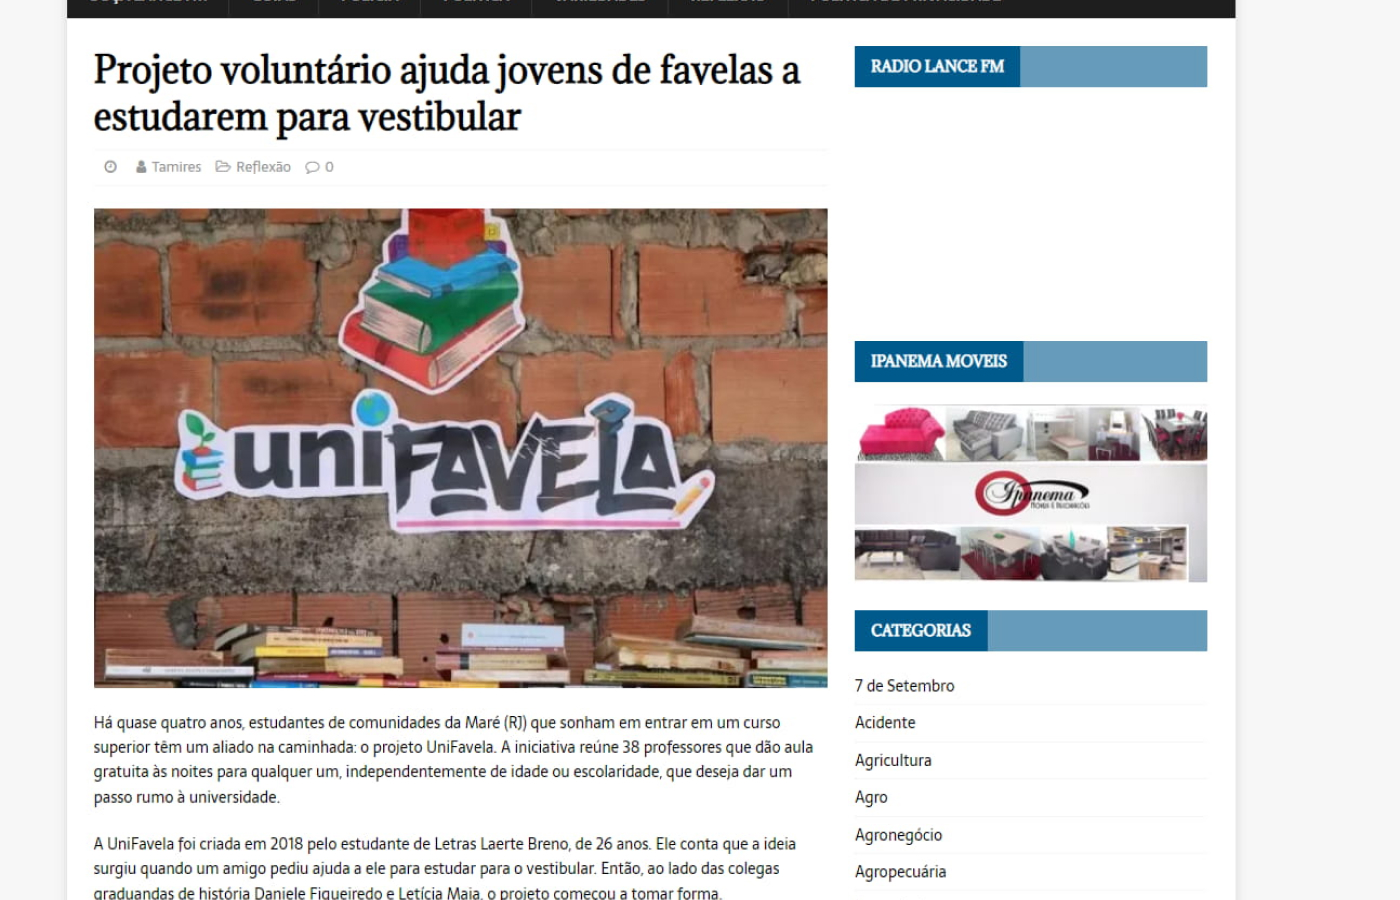 Projeto voluntário ajuda jovens de favelas a
estudarem para vestibular
Tamires Reflexão 0
uniFAVELA
Há quase quatro anos, estudantes de comunidades da Maré (RJ) que sonham em entrar em um curso
superior têm um aliado na caminhada: o projeto UniFavela. A iniciativa reúne 38 professores que dão aula
gratuita às noites para qualquer um, independentemente de idade ou escolaridade, que deseja dar um
passo rumo à universidade.
A UniFavela foi criada em 2018 pelo estudante de Letras Laerte Breno, de 26 anos. Ele conta que a ideia
surgiu quando um amigo pediu ajuda a ele para estudar para o vestibular. Então, ao lado das colegas
graduandas de história Daniele Figueiredo e Letícia Maia, o projeto começou a tomar forma.
RADIO LANCE FM
IPANEMA MOVEIS
Ipanema
CATEGORIAS
7 de Setembro
Acidente
Agricultura
Agro
Agronegócio
Agropecuária